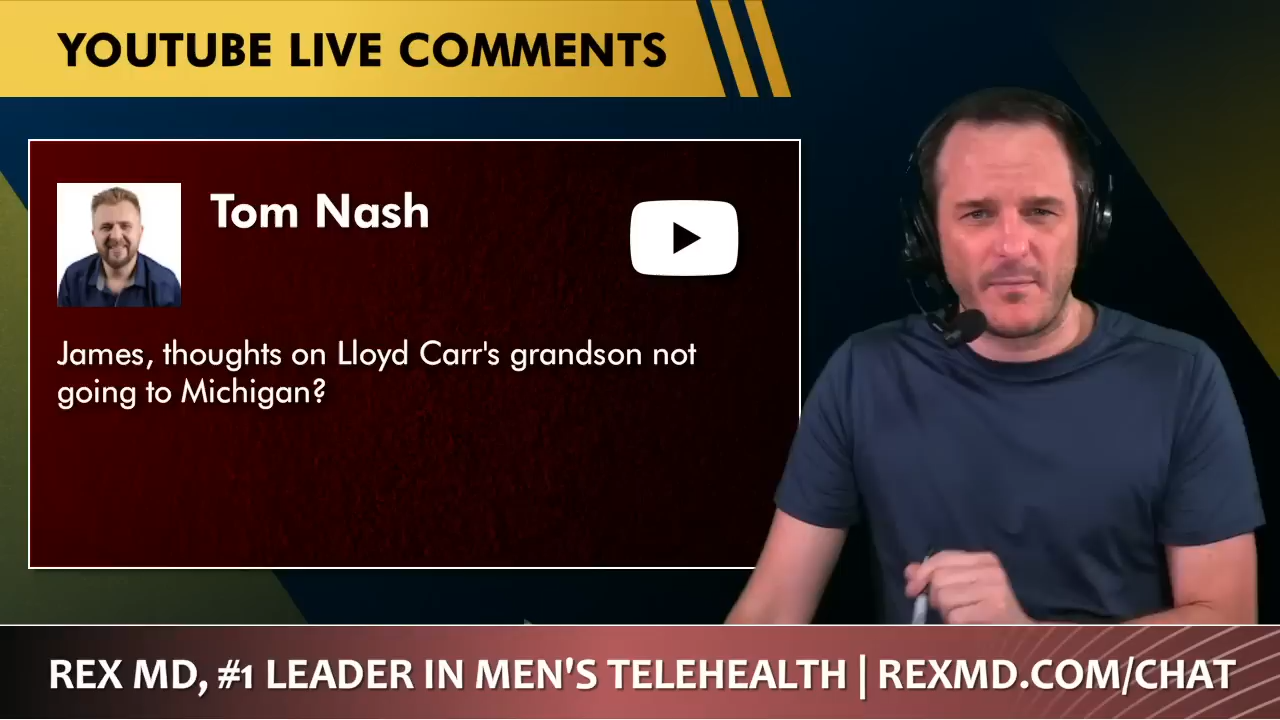 YOUTUBE LIVE COMMENTS
Tom Nash
James, thoughts on Lloyd Carr's grandson not
going to Michigan?
REX MD, #1 LEADER IN MEN'S TELEHEALTH | REXMD.COM/CHAT